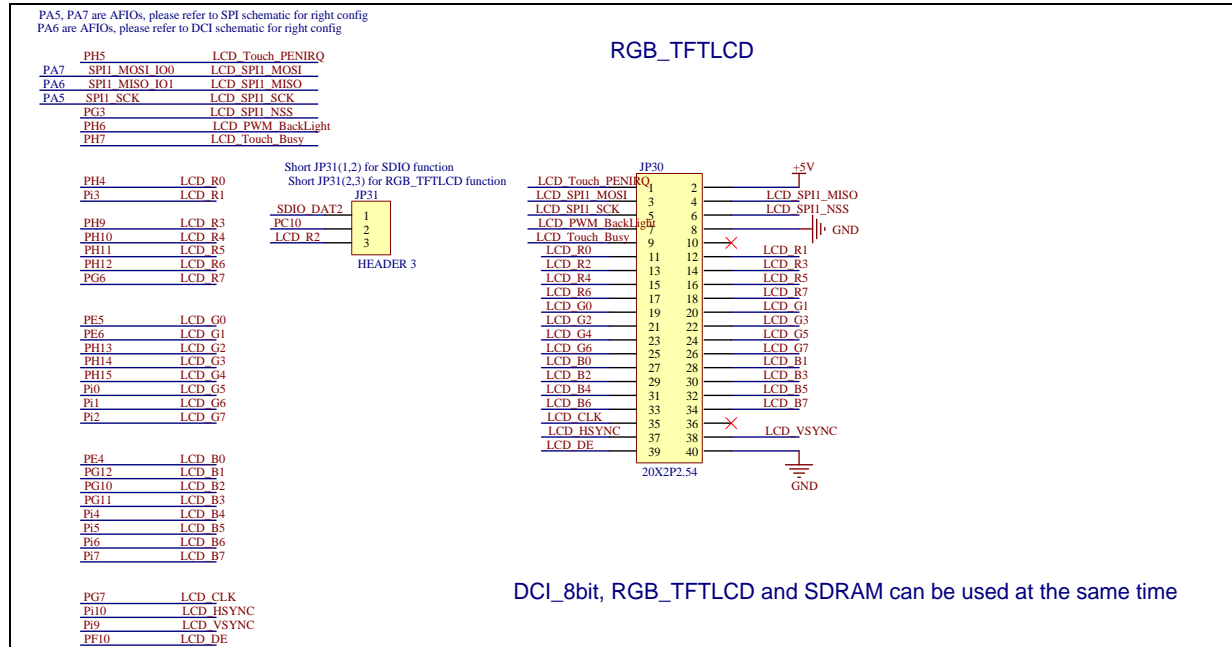 PA5, PA7 are AFIOs, please refer to SPI schematic for right config
PA6 are AFIOs, please refer to DCI schematic for right config
RGB_TFTLCD
PH5 LCD_Touch_PENIRQ
PA7 SPI1_MOSI_IO0 LCD_SPI1_MOSI
PA6 SPI1_MISO_IO1 LCD_SPI1_MISO
PA5 SPI1_SCK LCD_SPI1_SCK
PG3 LCD_SPI1_NSS
PH6 LCD_PWM_BackLight
PH7 LCD_Touch_Busy
PH4 LCD_R0
Pi3 LCD_R1
PH9 LCD_R3
PH10 LCD_R4
PH11 LCD_R5
PH12 LCD_R6
PG6 LCD_R7
PE5 LCD_G0
PE6 LCD_G1
PH13 LCD_G2
PH14 LCD_G3
PH15 LCD_G4
Pi0 LCD_G5
Pi1 LCD_G6
Pi2 LCD_G7
PE4 LCD_B0
PG12 LCD_B1
PG10 LCD_B2
PG11 LCD_B3
Pi4 LCD_B4
Pi5 LCD_B5
Pi6 LCD_B6
Pi7 LCD_B7
PG7 LCD_CLK
Pi10 LCD_HSYNC
Pi9 LCD_VSYNC
PF10 LCD_DE
Short JP31(1,2) for SDIO function
Short JP31(2,3) for RGB_TFTLCD function
JP31
SDIO_DAT2 1
PC10 2
LCD_R2 3
HEADER 3
JP30
+5V
LCD_Touch_PENIRQ 1 2
LCD_SPI1_MOSI 3 4 LCD_SPI1_MISO
LCD_SPI1_SCK 5 6 LCD_SPI1_NSS
LCD_PWM_BackLight 7 8 GND
LCD_Touch_Busy 9 10
LCD_R0 11 12 LCD_R1
LCD_R2 13 14 LCD_R3
LCD_R4 15 16 LCD_R5
LCD_R6 17 18 LCD_R7
LCD_G0 19 20 LCD_G1
LCD_G2 21 22 LCD_G3
LCD_G4 23 24 LCD_G5
LCD_G6 25 26 LCD_G7
LCD_B0 27 28 LCD_B1
LCD_B2 29 30 LCD_B3
LCD_B4 31 32 LCD_B5
LCD_B6 33 34 LCD_B7
LCD_CLK 35 36
LCD_HSYNC 37 38 LCD_VSYNC
LCD_DE 39 40
20X2P2.54
GND
DCI_8bit, RGB_TFTLCD and SDRAM can be used at the same time